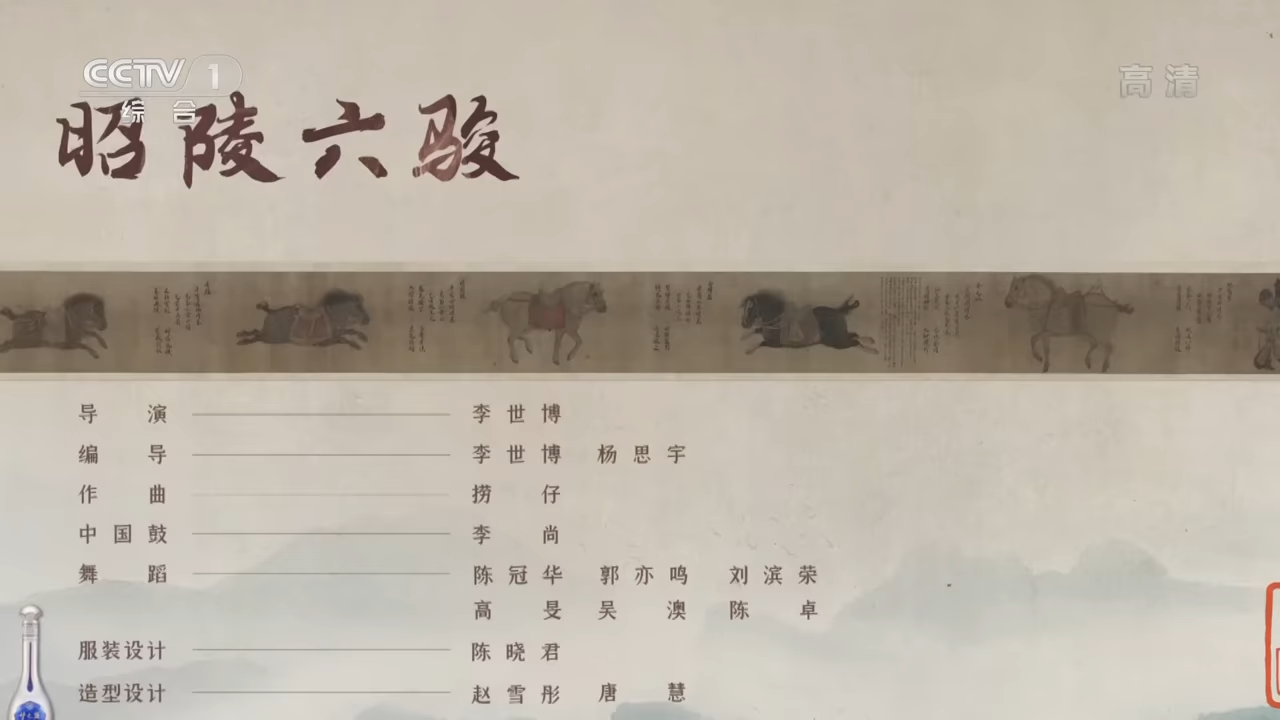 CCTV 1
综合
高清
昭陵六骏
导演 李世博
编导 李世博 杨思宇
作曲 捞仔
中国鼓 李尚
舞蹈 陈冠华 郭亦鸣 刘滨荣
高旻 吴澳 陈卓
服装设计 陈晓君
造型设计 赵雪彤 唐慧